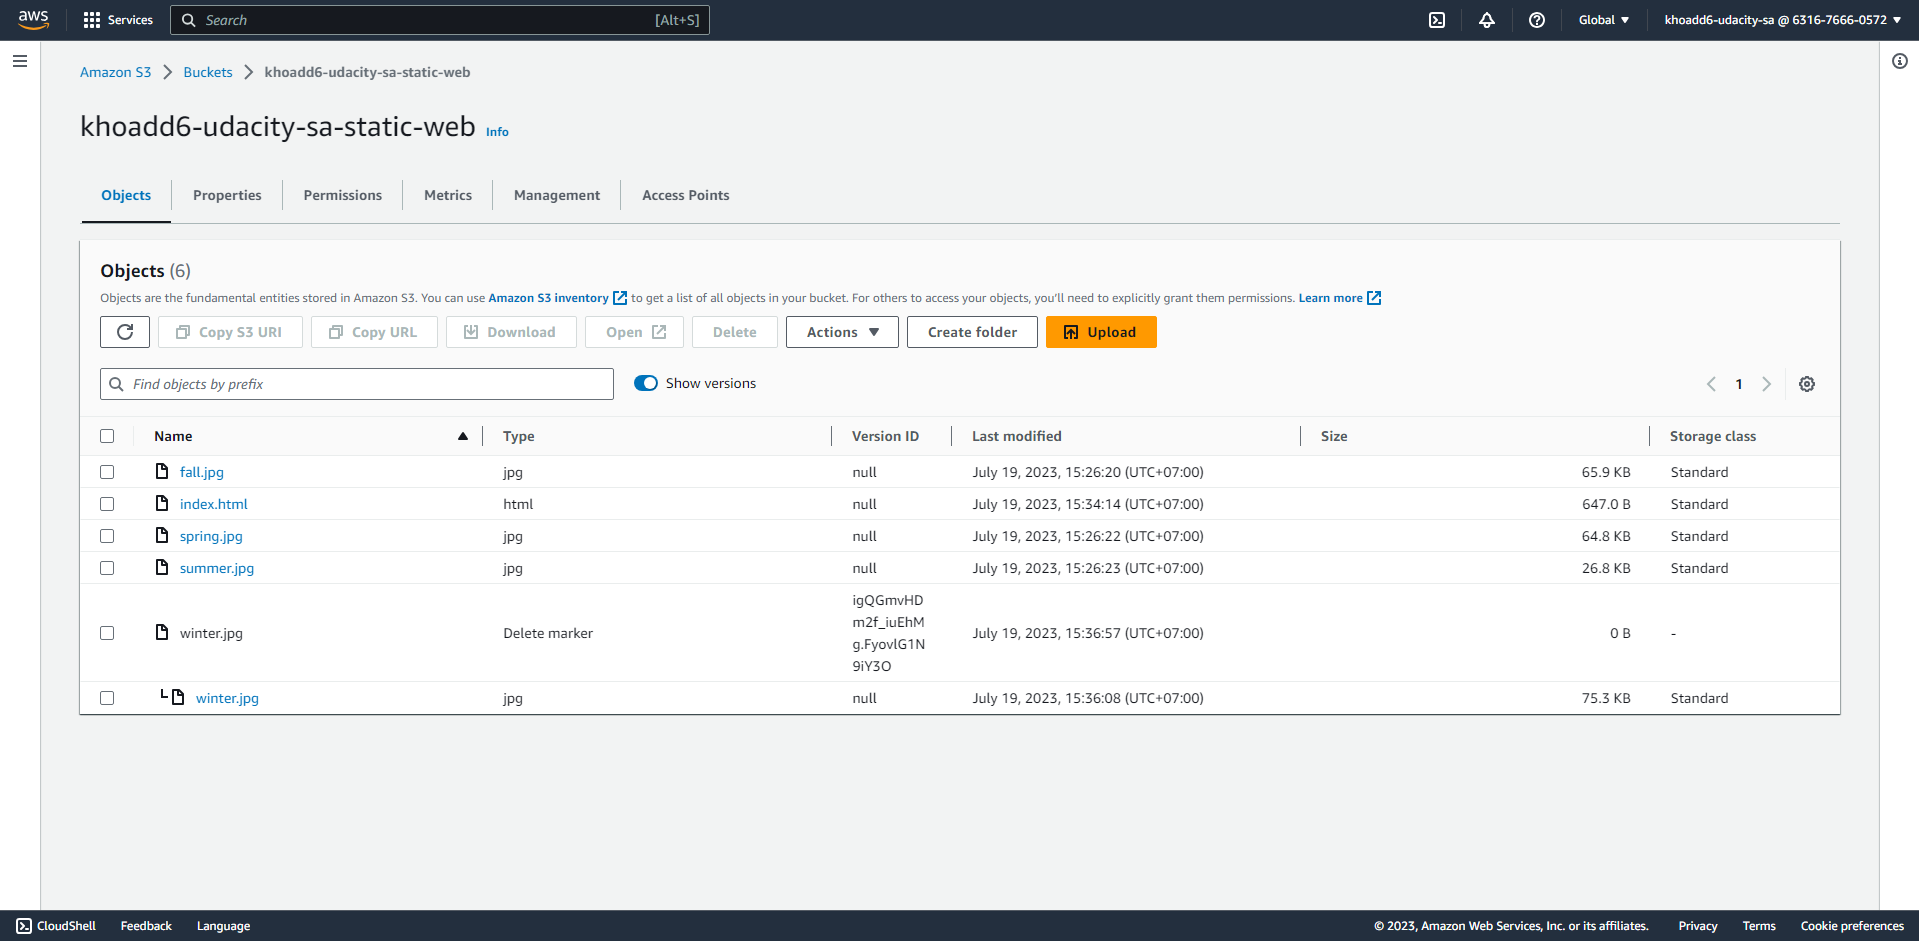 aws Services Search [Alt+S] Global khoadd6-udacity-sa @ 6316-7666-0572
Amazon S3 Buckets khoadd6-udacity-sa-static-web
khoadd6-udacity-sa-static-web Info
Objects Properties Permissions Metrics Management Access Points
Objects (6)
Objects are the fundamental entities stored in Amazon S3. You can use Amazon S3 inventory to get a list of all objects in your bucket. For others to access your objects, you'll need to explicitly grant them permissions. Learn more
Copy S3 URI Copy URL Download Open Delete Actions Create folder Upload
Find objects by prefix Show versions 1
Name Type Version ID Last modified Size Storage class
fall.jpg jpg null July 19, 2023, 15:26:20 (UTC+07:00) 65.9 KB Standard
index.html html null July 19, 2023, 15:34:14 (UTC+07:00) 647.0 B Standard
spring.jpg jpg null July 19, 2023, 15:26:22 (UTC+07:00) 64.8 KB Standard
summer.jpg jpg null July 19, 2023, 15:26:23 (UTC+07:00) 26.8 KB Standard
igQGmvHD
m2f_iuEhM
winter.jpg Delete marker July 19, 2023, 15:36:57 (UTC+07:00) 0 B -
g.FyovlG1N
9iY3O
winter.jpg jpg null July 19, 2023, 15:36:08 (UTC+07:00) 75.3 KB Standard
CloudShell Feedback Language © 2023, Amazon Web Services, Inc. or its affiliates. Privacy Terms Cookie preferences